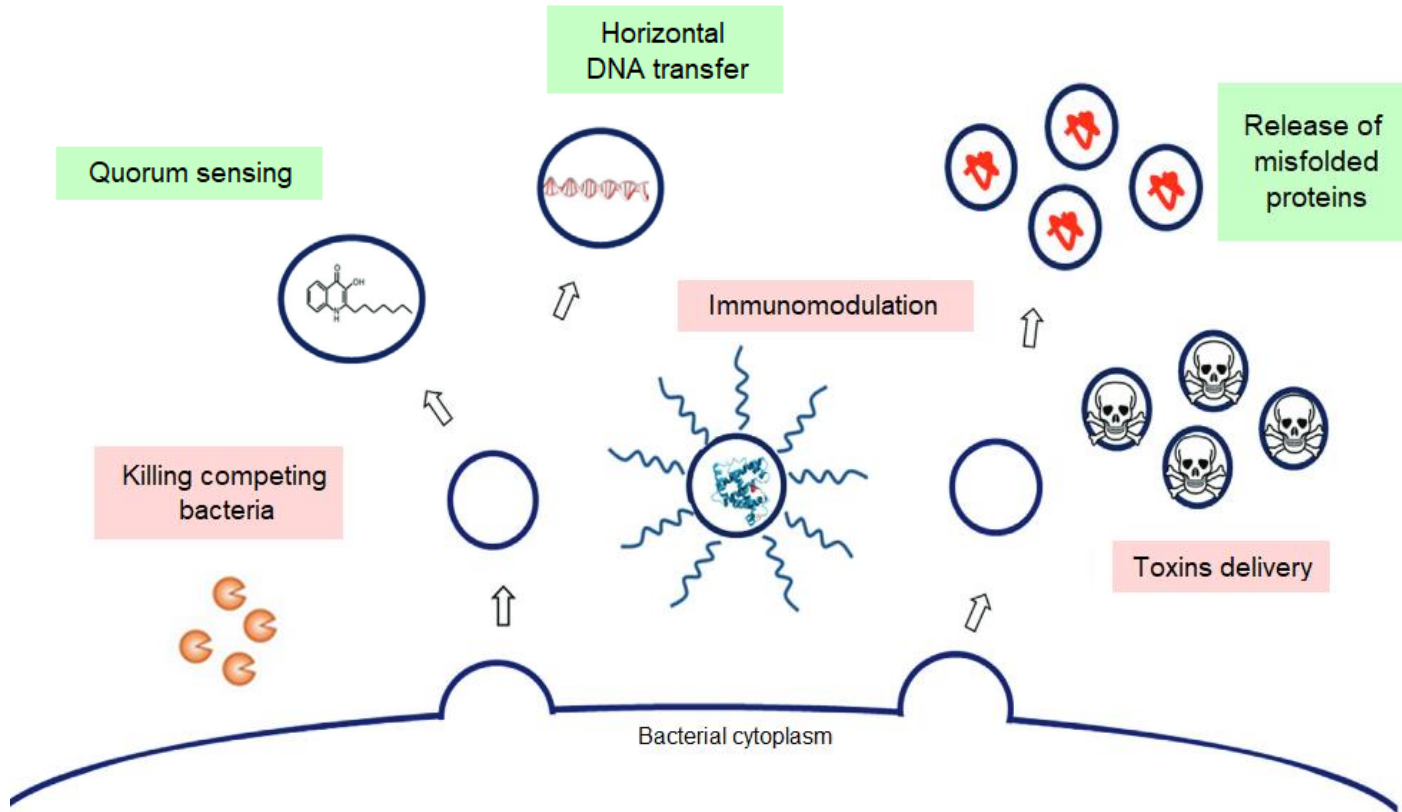 Horizontal
DNA transfer
Quorum sensing
Release of
misfolded
proteins
O
OH
N
H
Immunomodulation
Killing competing
bacteria
Toxins delivery
Bacterial cytoplasm